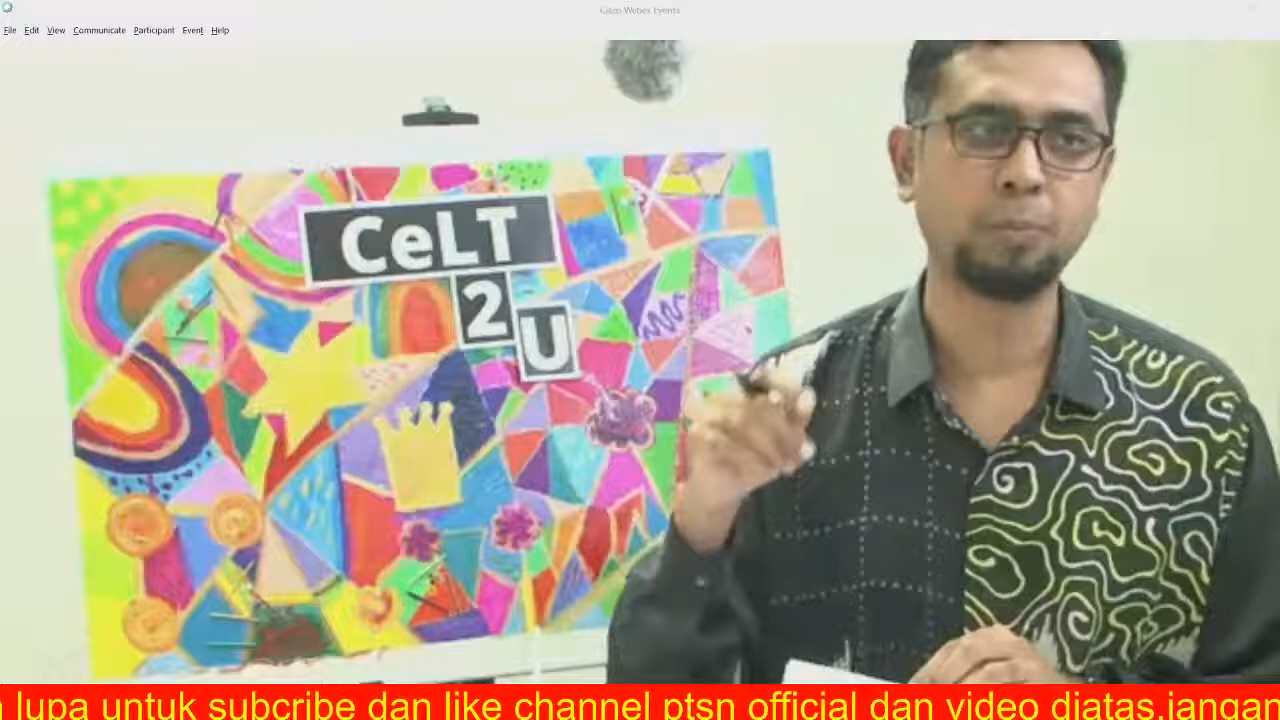 Cisco Webex Events
File Edit View Communicate Participant Event Help
CeLT
2
U
lupa untuk subcribe dan like channel ptsn official dan video diatas,jangan